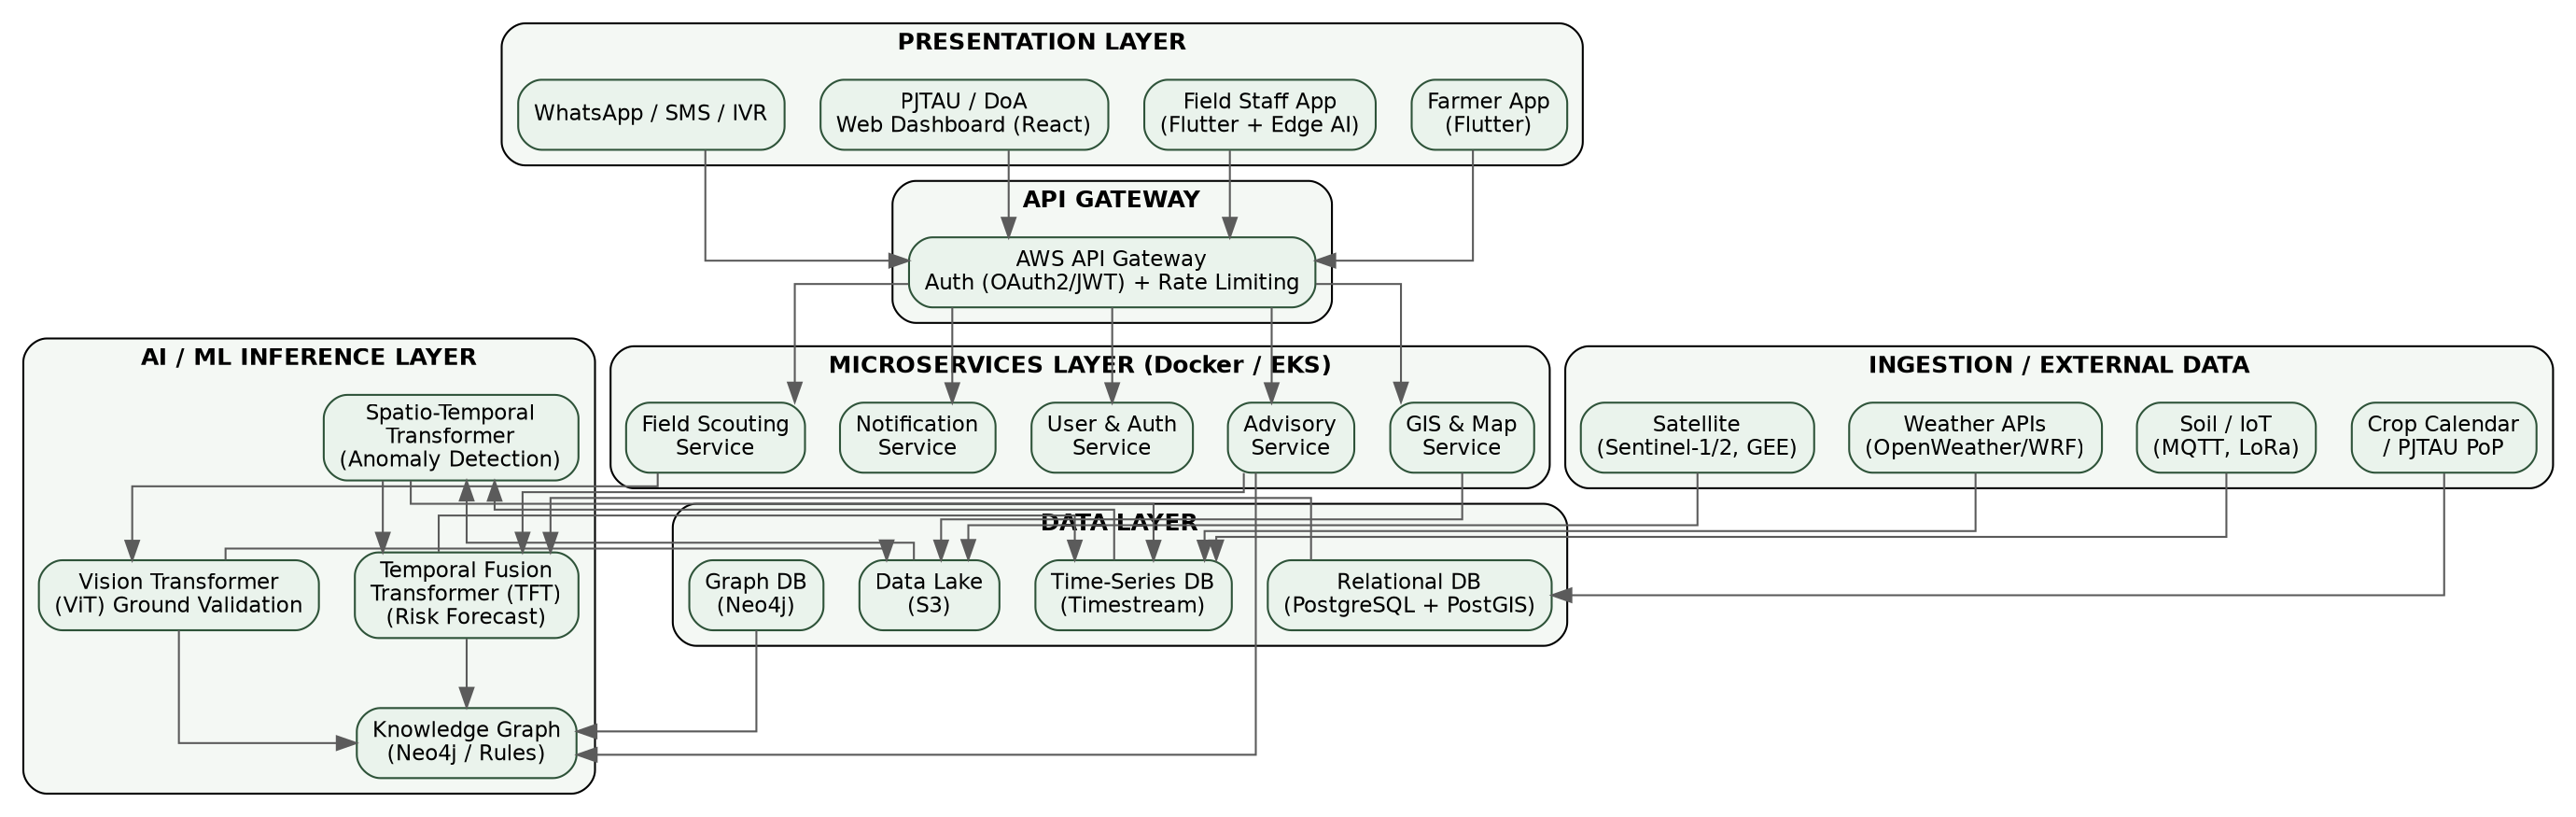 PRESENTATION LAYER
WhatsApp / SMS / IVR
PJTAU / DoA
Web Dashboard (React)
Field Staff App
(Flutter + Edge AI)
Farmer App
(Flutter)
API GATEWAY
AWS API Gateway
Auth (OAuth2/JWT) + Rate Limiting
AI / ML INFERENCE LAYER
Spatio-Temporal
Transformer
(Anomaly Detection)
Vision Transformer
(ViT) Ground Validation
Temporal Fusion
Transformer (TFT)
(Risk Forecast)
Knowledge Graph
(Neo4j / Rules)
MICROSERVICES LAYER (Docker / EKS)
Field Scouting
Service
Notification
Service
User & Auth
Service
Advisory
Service
GIS & Map
Service
INGESTION / EXTERNAL DATA
Satellite
(Sentinel-1/2, GEE)
Weather APIs
(OpenWeather/WRF)
Soil / IoT
(MQTT, LoRa)
Crop Calendar
/ PJTAU PoP
DATA LAYER
Graph DB
(Neo4j)
Data Lake
(S3)
Time-Series DB
(Timestream)
Relational DB
(PostgreSQL + PostGIS)